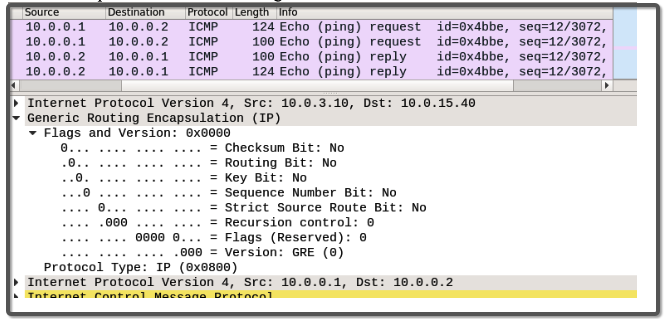 Source Destination Protocol Length Info
10.0.0.1 10.0.0.2 ICMP 124 Echo (ping) request id=0x4bbe, seq=12/3072,
10.0.0.1 10.0.0.2 ICMP 100 Echo (ping) request id=0x4bbe, seq=12/3072,
10.0.0.2 10.0.0.1 ICMP 100 Echo (ping) reply id=0x4bbe, seq=12/3072,
10.0.0.2 10.0.0.1 ICMP 124 Echo (ping) reply id=0x4bbe, seq=12/3072,
Internet Protocol Version 4, Src: 10.0.3.10, Dst: 10.0.15.40
Generic Routing Encapsulation (IP)
Flags and Version: 0x0000
0... .... .... .... = Checksum Bit: No
.0.. .... .... .... = Routing Bit: No
..0. .... .... .... = Key Bit: No
...0 .... .... .... = Sequence Number Bit: No
.... 0... .... .... = Strict Source Route Bit: No
.... .000 .... .... = Recursion control: 0
.... .... 0000 0... = Flags (Reserved): 0
.... .... .... .000 = Version: GRE (0)
Protocol Type: IP (0x0800)
Internet Protocol Version 4, Src: 10.0.0.1, Dst: 10.0.0.2
Internet Control Message Protocol